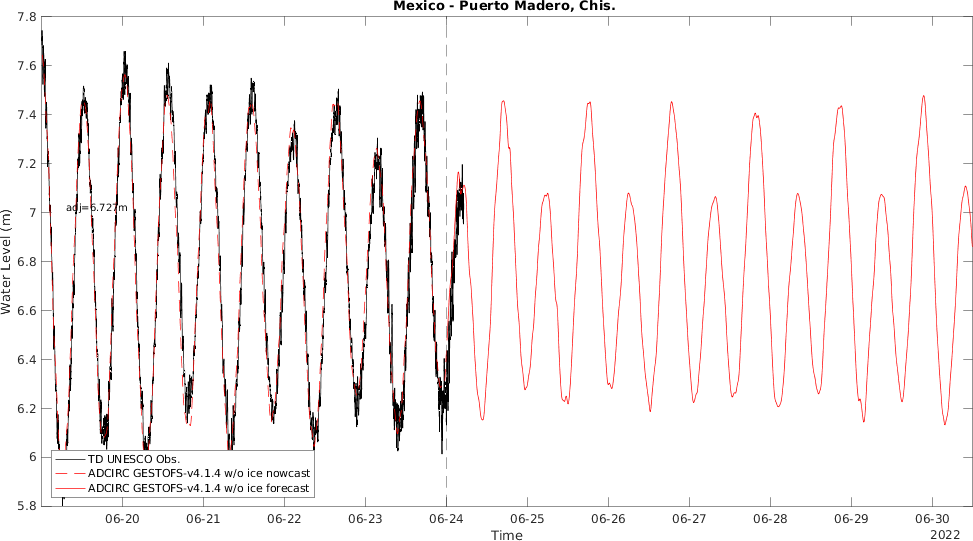 Mexico - Puerto Madero, Chis.
7.8
7.6
7.4
7.2
7
6.8
6.6
6.4
6.2
6
5.8
Water Level (m)
adj=6.727m
TD UNESCO Obs.
ADCIRC GESTOFS-v4.1.4 w/o ice nowcast
ADCIRC GESTOFS-v4.1.4 w/o ice forecast
06-20 06-21 06-22 06-23 06-24 06-25 06-26 06-27 06-28 06-29 06-30
Time
2022